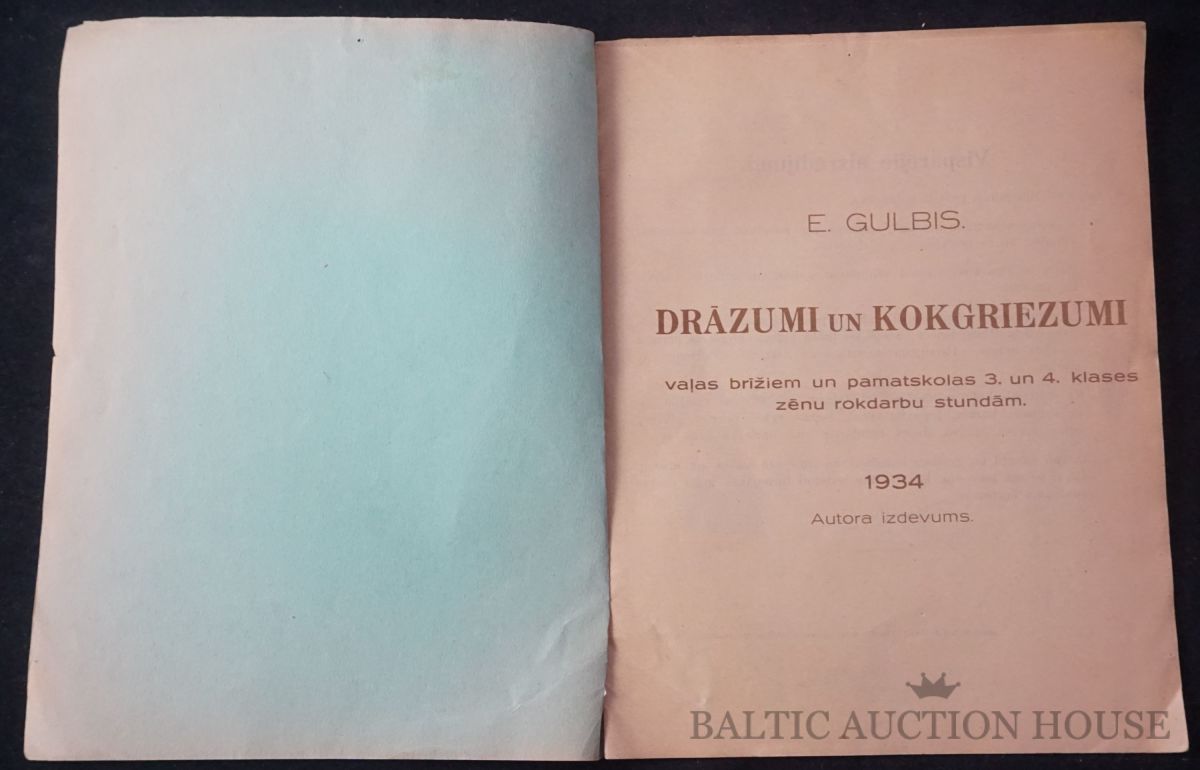 E. GULBIS.
DRĀZUMI UN KOKGRIEZUMI
vaļas brīžiem un pamatskolas 3. un 4. klases
zēnu rokdarbu stundām.
1934
Autora izdevums.
BALTIC AUCTION HOUSE